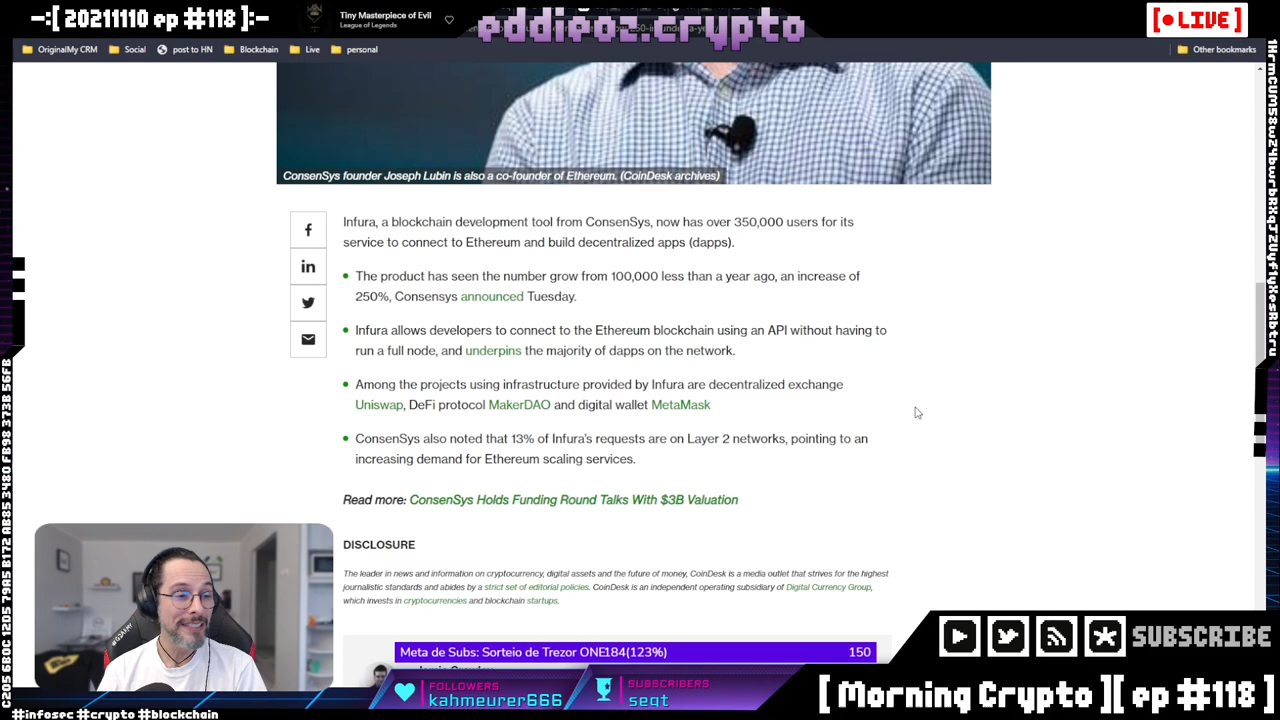 -:[ 20211110 ep #118 ]:-
Tiny Masterpiece of Evil
League of Legends
eddieoz.crypto
[ LIVE ]
OriginalMy CRM
Social
post to HN
Blockchain
Live
personal
Other bookmarks
ConsenSys founder Joseph Lubin is also a co-founder of Ethereum. (CoinDesk archives)
Infura, a blockchain development tool from ConsenSys, now has over 350,000 users for its
service to connect to Ethereum and build decentralized apps (dapps).
The product has seen the number grow from 100,000 less than a year ago, an increase of
250%, Consensys announced Tuesday.
Infura allows developers to connect to the Ethereum blockchain using an API without having to
run a full node, and underpins the majority of dapps on the network.
Among the projects using infrastructure provided by Infura are decentralized exchange
Uniswap, DeFi protocol MakerDAO and digital wallet MetaMask
ConsenSys also noted that 13% of Infura's requests are on Layer 2 networks, pointing to an
increasing demand for Ethereum scaling services.
Read more: ConsenSys Holds Funding Round Talks With $3B Valuation
DISCLOSURE
The leader in news and information on cryptocurrency, digital assets and the future of money, CoinDesk is a media outlet that strives for the highest
journalistic standards and abides by a strict set of editorial policies. CoinDesk is an independent operating subsidiary of Digital Currency Group,
which invests in cryptocurrencies and blockchain startups.
Meta de Subs: Sorteio de Trezor ONE184(123%) 150
FOLLOWERS
kahmeurer666
SUBSCRIBERS
seqt
SUBSCRIBE
[ Morning Crypto ][ ep #118 ]
#infosec #crypto #blockchain